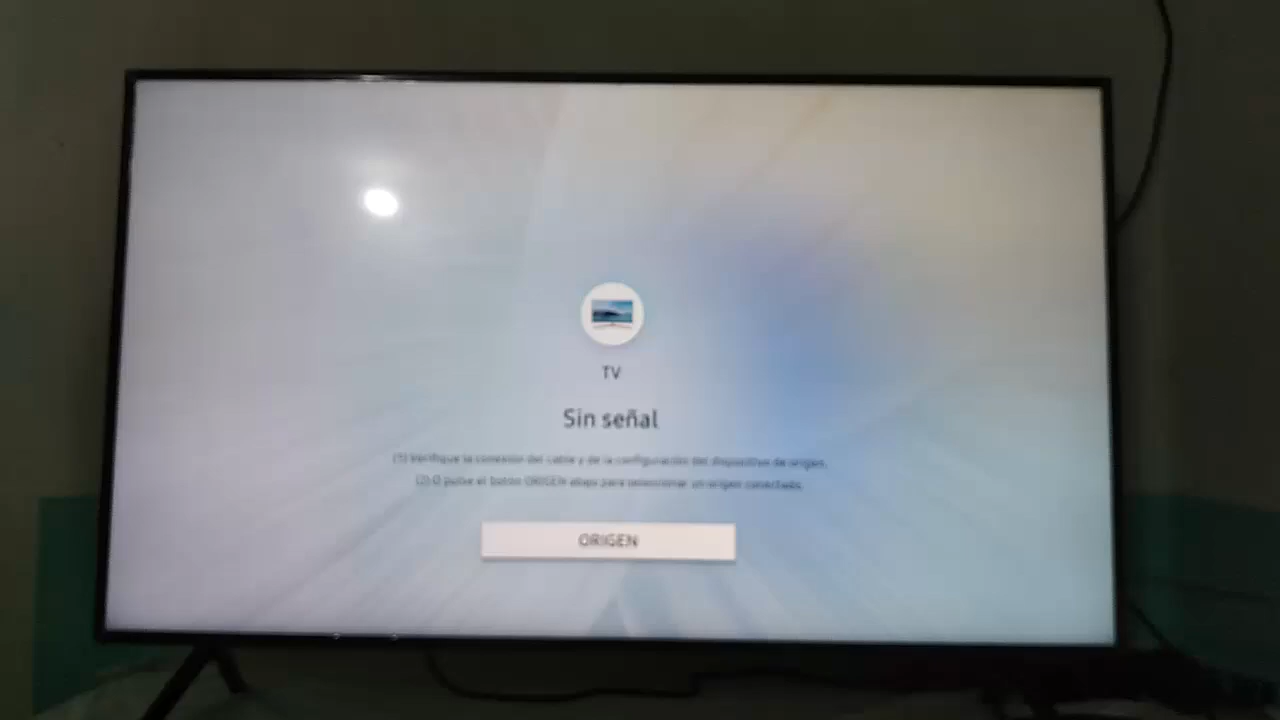 TV
Sin señal
(1) Verifique la conexión del cable y de la configuración del dispositivo de origen.
(2) O pulse el botón ORIGEN abajo para seleccionar un origen conectado.
ORIGEN